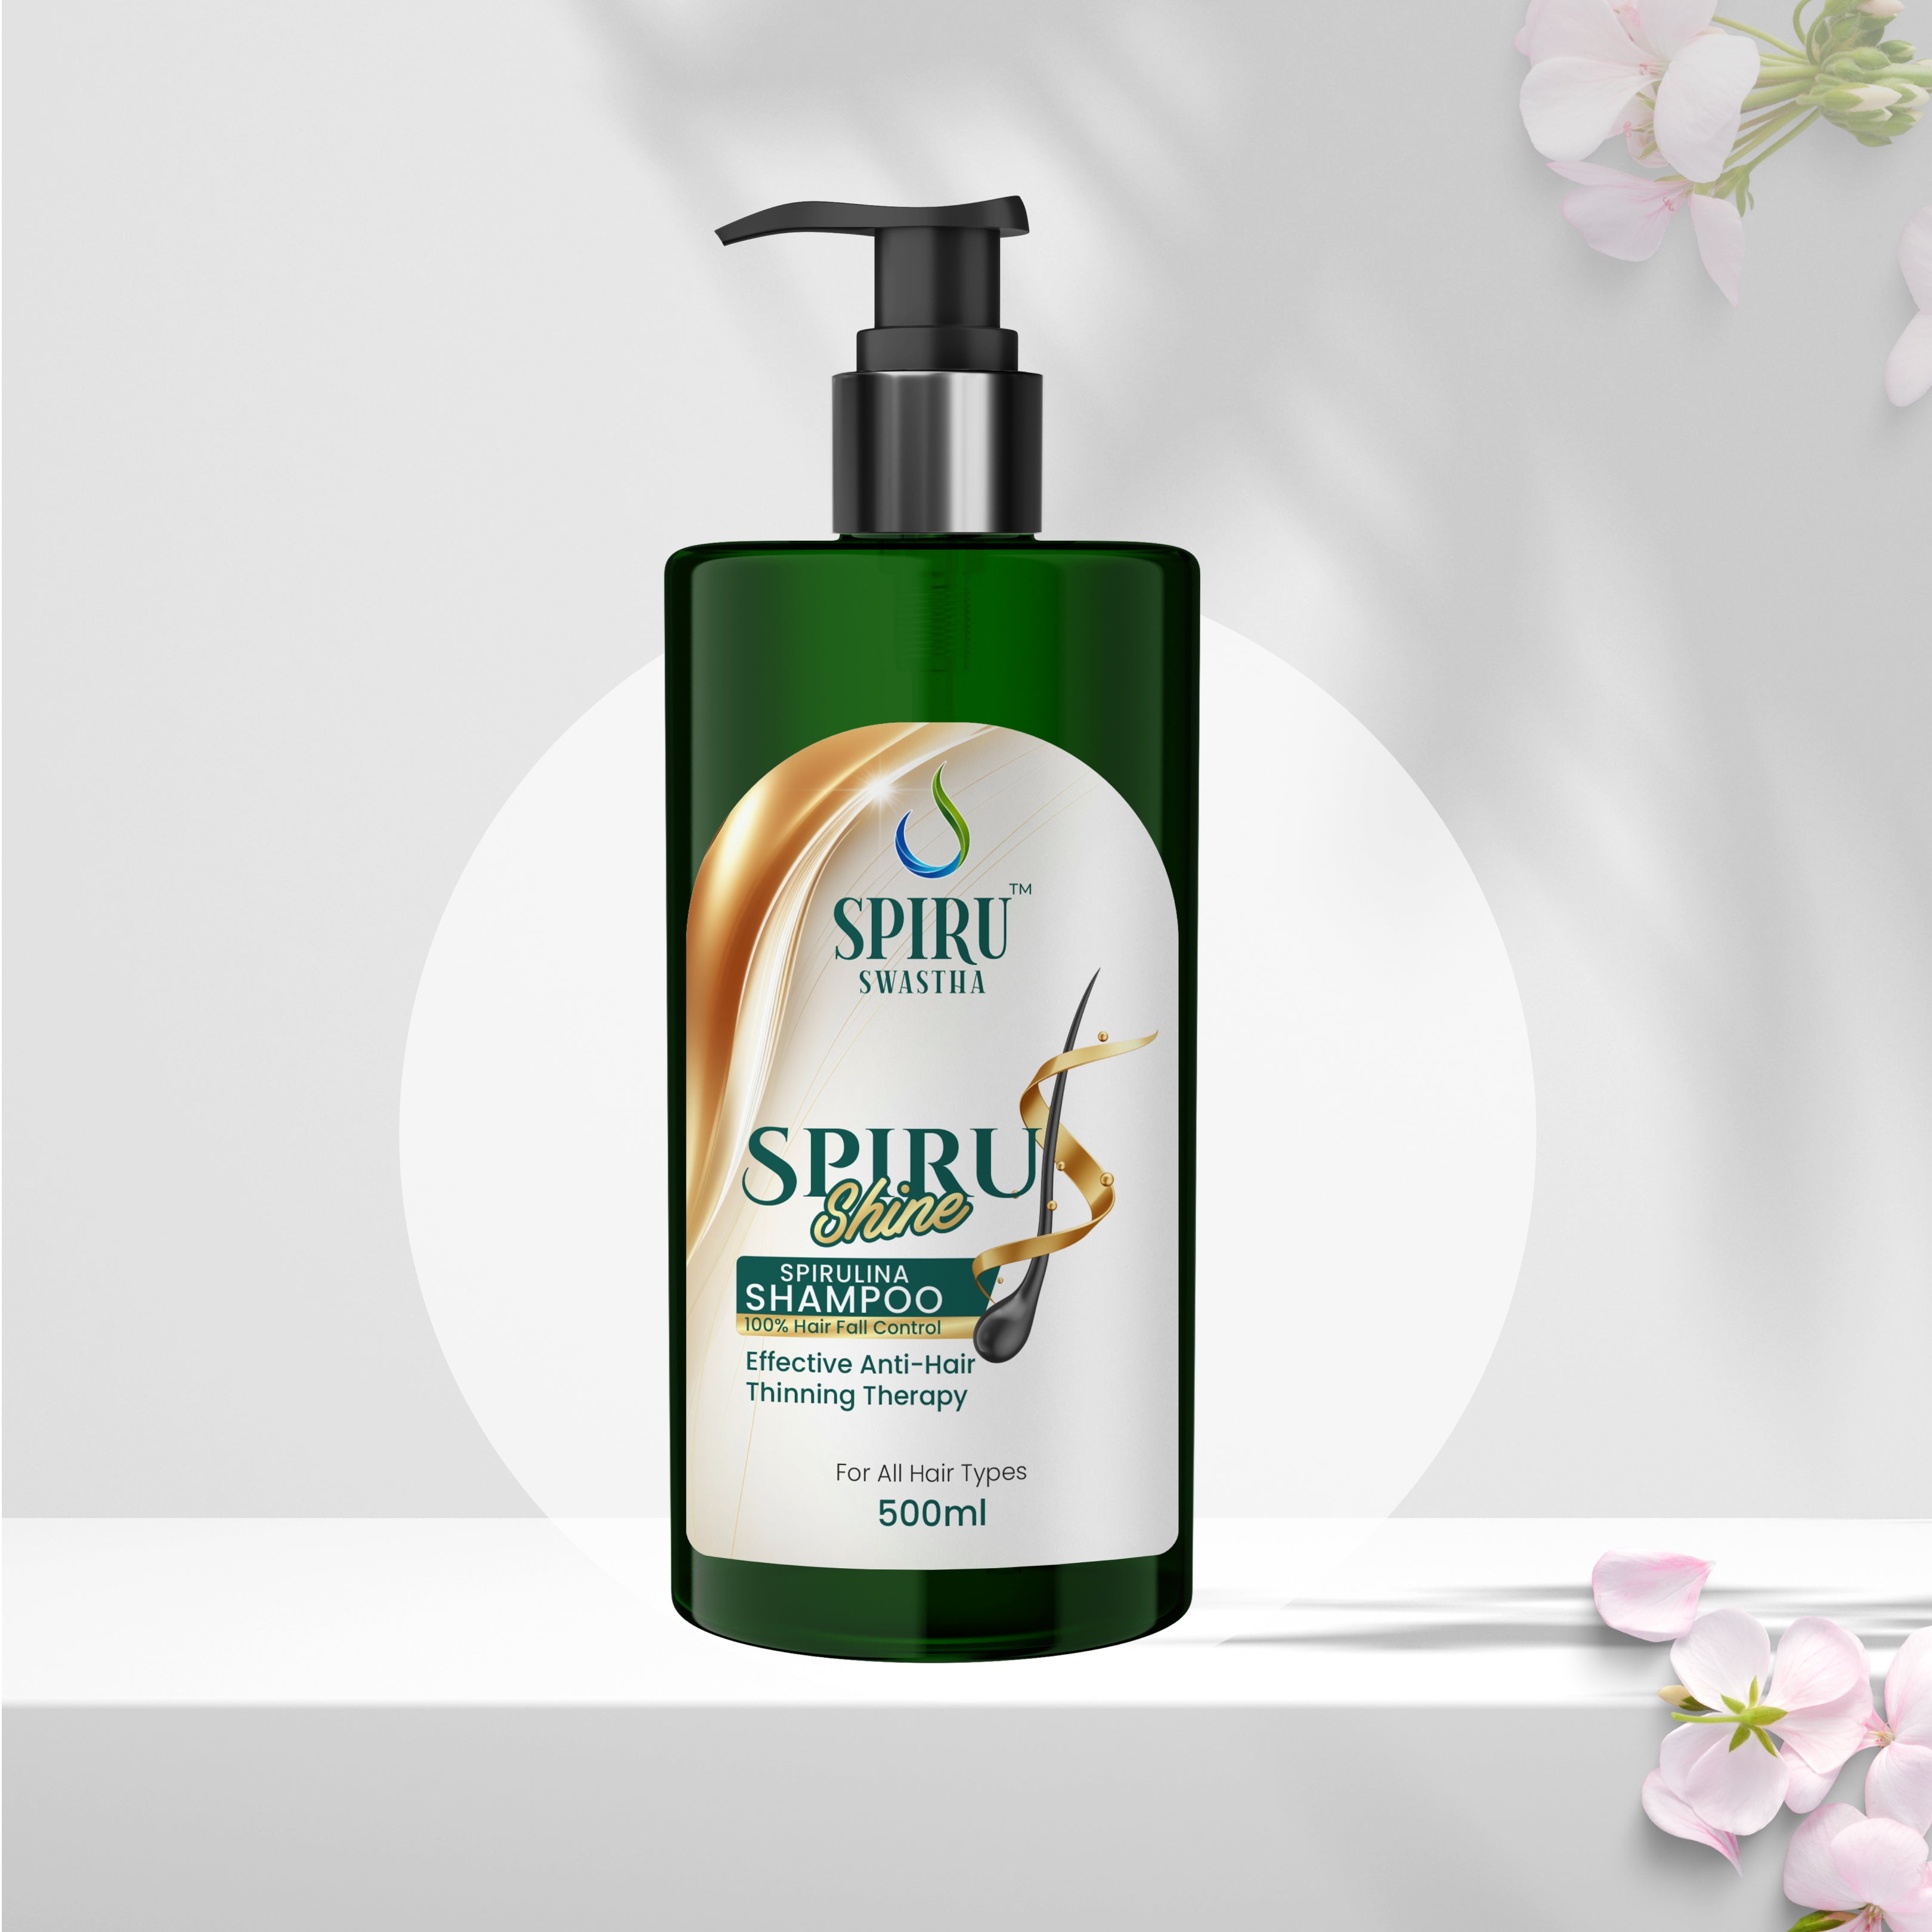 SPIRU™
SWASTHA
SPIRU
Shine
SPIRULINA
SHAMPOO
100% Hair Fall Control
Effective Anti-Hair
Thinning Therapy
For All Hair Types
500ml